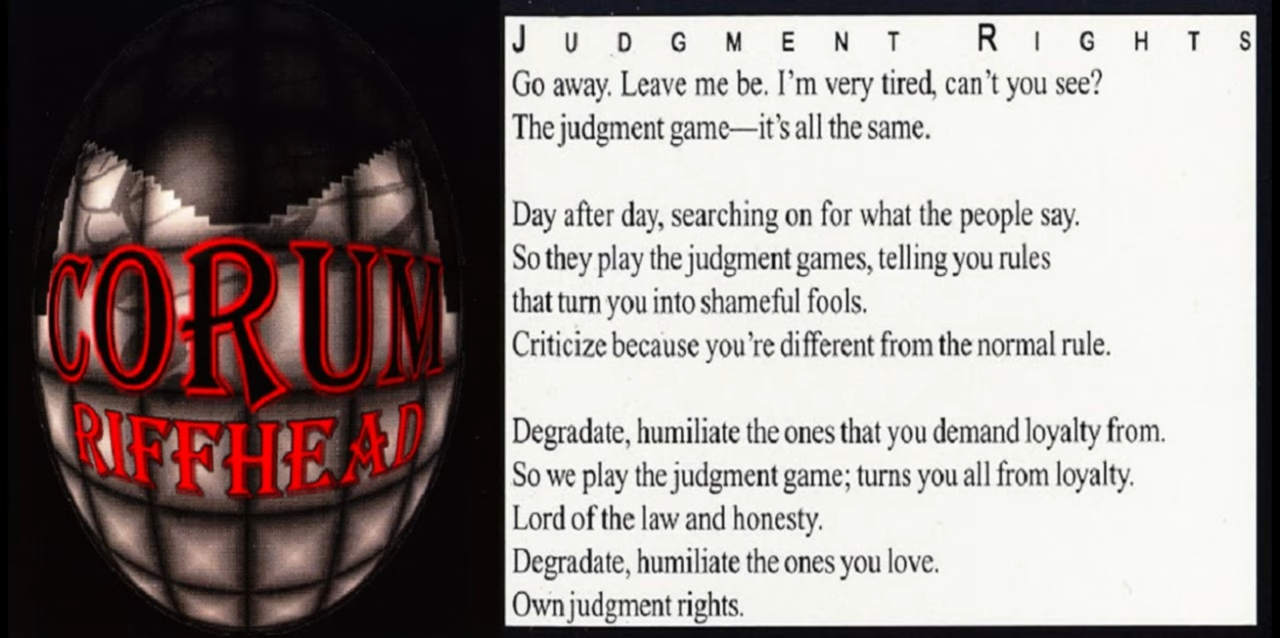 CORUM
RIFFHEAD
JUDGMENT RIGHTS
Go away. Leave me be. I'm very tired, can't you see?
The judgment game—it's all the same.
Day after day, searching on for what the people say.
So they play the judgment games, telling you rules
that turn you into shameful fools.
Criticize because you're different from the normal rule.
Degradate, humiliate the ones that you demand loyalty from.
So we play the judgment game; turns you all from loyalty.
Lord of the law and honesty.
Degradate, humiliate the ones you love.
Own judgment rights.